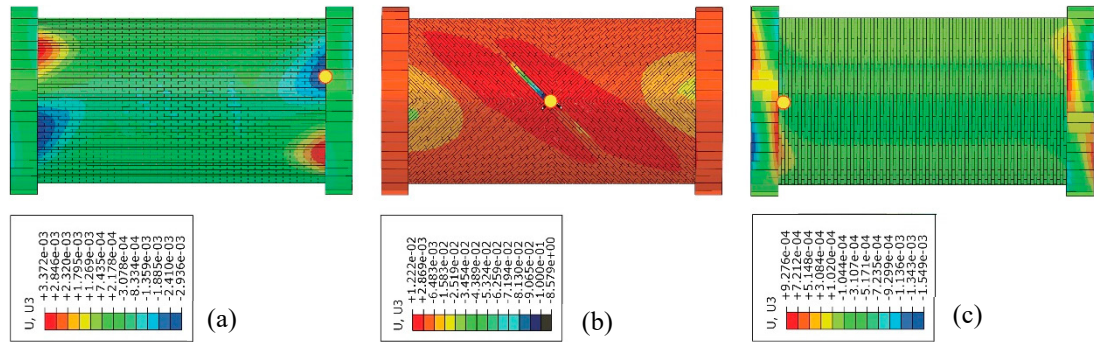 U, U3
+3.372e-03
+2.846e-03
+2.320e-03
+1.795e-03
+1.269e-03
+7.435e-04
+2.178e-04
-3.078e-04
-8.334e-04
-1.359e-03
-1.885e-03
-2.410e-03
-2.936e-03
(a)
U, U3
+1.222e-02
+2.869e-03
-6.483e-03
-1.583e-02
-2.519e-02
-3.454e-02
-4.389e-02
-5.324e-02
-6.259e-02
-7.194e-02
-8.130e-02
-9.065e-02
-1.000e-01
-8.579e+00
(b)
U, U3
+9.276e-04
+7.212e-04
+5.148e-04
+3.084e-04
+1.020e-04
-1.044e-04
-3.107e-04
-5.171e-04
-7.235e-04
-9.299e-04
-1.136e-03
-1.343e-03
-1.549e-03
(c)